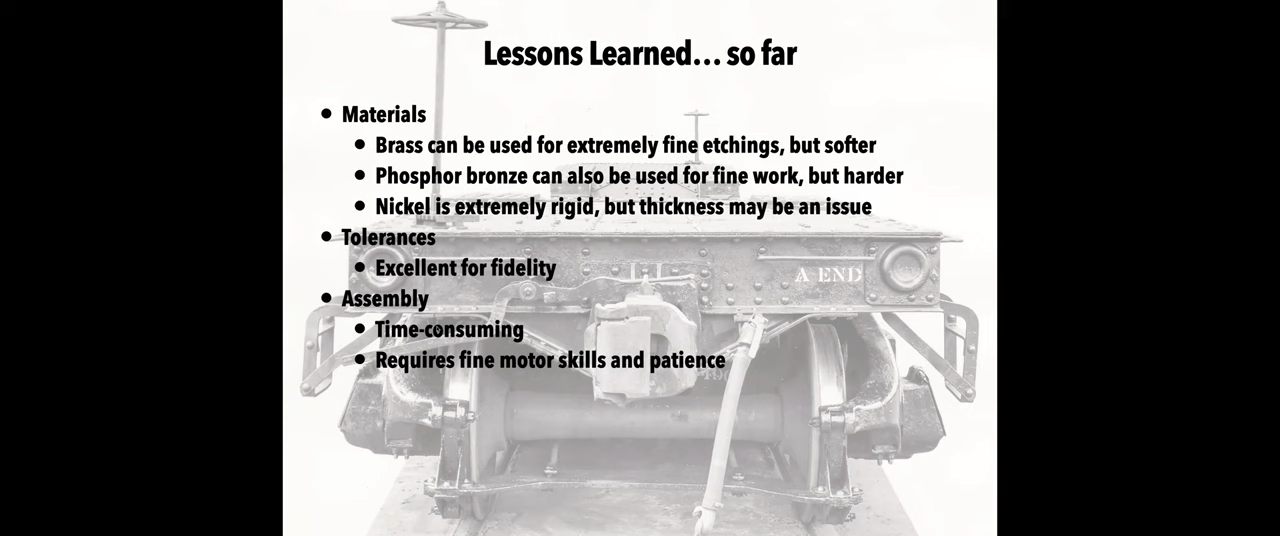 Lessons Learned... so far
• Materials
• Brass can be used for extremely fine etchings, but softer
• Phosphor bronze can also be used for fine work, but harder
• Nickel is extremely rigid, but thickness may be an issue
• Tolerances
• Excellent for fidelity
A END
• Assembly
• Time-consuming
• Requires fine motor skills and patience